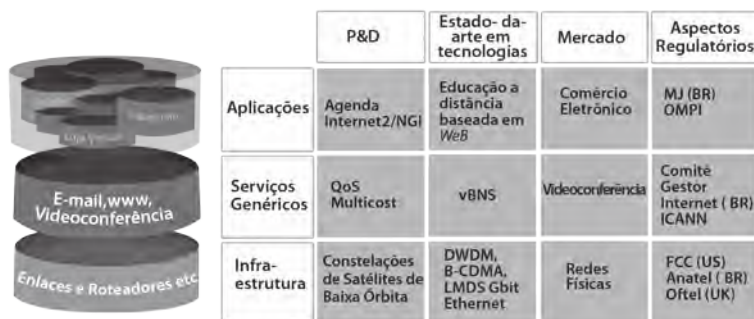 E-mail,www,
Videoconferência
Enlaces e Roteadores etc
P&D
Estado- da-
arte em
tecnologias
Mercado
Aspectos
Regulatórios
Aplicações
Agenda
Internet2/NGI
Educação a
distância
baseada em
WeB
Comércio
Eletrônico
MJ (BR)
OMPI
Serviços
Genéricos
QoS
Multicost
vBNS
Videoconferência
Comitê
Gestor
Internet ( BR)
ICANN
Infra-
estrutura
Constelações
de Satélites de
Baixa Órbita
DWDM,
B-CDMA,
LMDS Gbit
Ethernet
Redes
Físicas
FCC (US)
Anatel ( BR)
Oftel (UK)